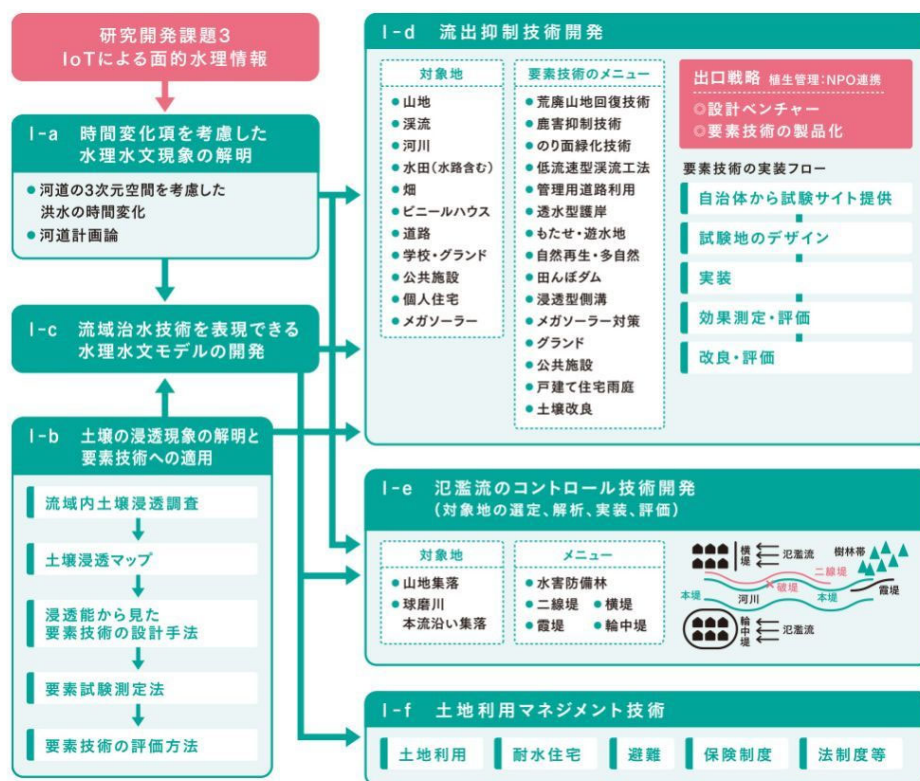 研究開発課題3
IoTによる面的水理情報
I-a 時間変化項を考慮した
水理水文現象の解明
● 河道の3次元空間を考慮した
洪水の時間変化
● 河道計画論
I-c 流域治水技術を表現できる
水理水文モデルの開発
I-b 土壌の浸透現象の解明と
要素技術への適用
流域内土壌浸透調査
土壌浸透マップ
浸透能から見た
要素技術の設計手法
要素試験測定法
要素技術の評価方法
I-d 流出抑制技術開発
対象地
● 山地
● 渓流
● 河川
● 水田(水路含む)
● 畑
● ビニールハウス
● 道路
● 学校・グランド
● 公共施設
● 個人住宅
● メガソーラー
要素技術のメニュー
● 荒廃山地回復技術
● 鹿害抑制技術
● のり面緑化技術
● 低流速型渓流工法
● 管理用道路利用
● 透水型護岸
● もたせ・遊水地
● 自然再生・多自然
● 田んぼダム
● 浸透型側溝
● メガソーラー対策
● グランド
● 公共施設
● 戸建て住宅雨庭
● 土壌改良
出口戦略 植生管理:NPO連携
◎設計ベンチャー
◎要素技術の製品化
要素技術の実装フロー
自治体から試験サイト提供
試験地のデザイン
実装
効果測定・評価
改良・評価
I-e 氾濫流のコントロール技術開発
(対象地の選定、解析、実装、評価)
対象地
● 山地集落
● 球磨川
本流沿い集落
メニュー
● 水害防備林
● 二線堤 ● 横堤
● 霞堤 ● 輪中堤
横堤
氾濫流
樹林帯
二線堤
破堤
本堤
河川
本堤
霞堤
輪中堤
氾濫流
I-f 土地利用マネジメント技術
土地利用
耐水住宅
避難
保険制度
法制度等